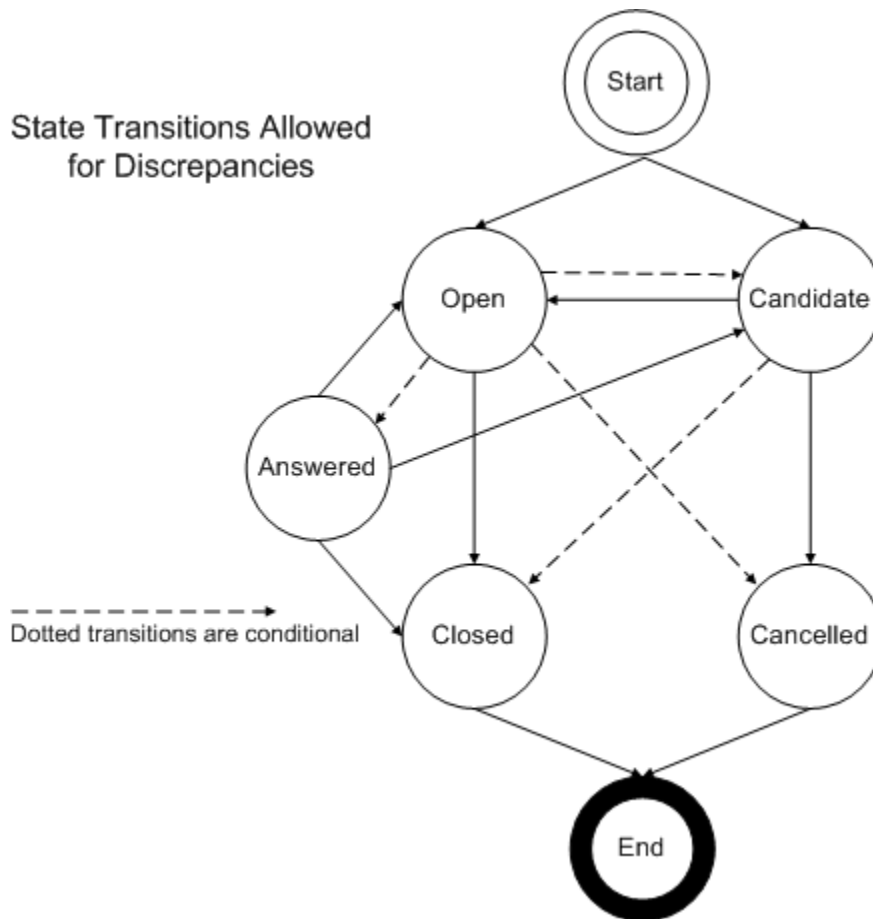 Start
State Transitions Allowed
for Discrepancies
Open
Candidate
Answered
Closed
Cancelled
Dotted transitions are conditional
End